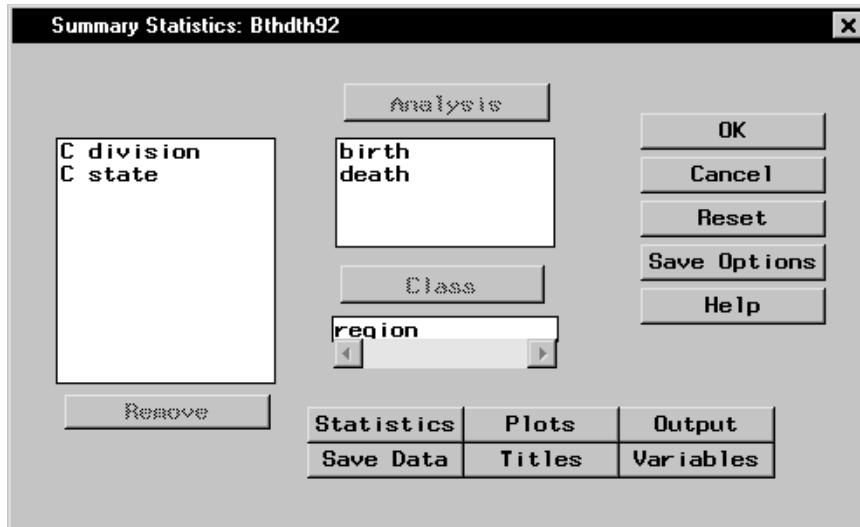 Summary Statistics: Bthdth92
Analysis
C division
C state
birth
death
Class
region
Remove
OK
Cancel
Reset
Save Options
Help
Statistics
Plots
Output
Save Data
Titles
Variables